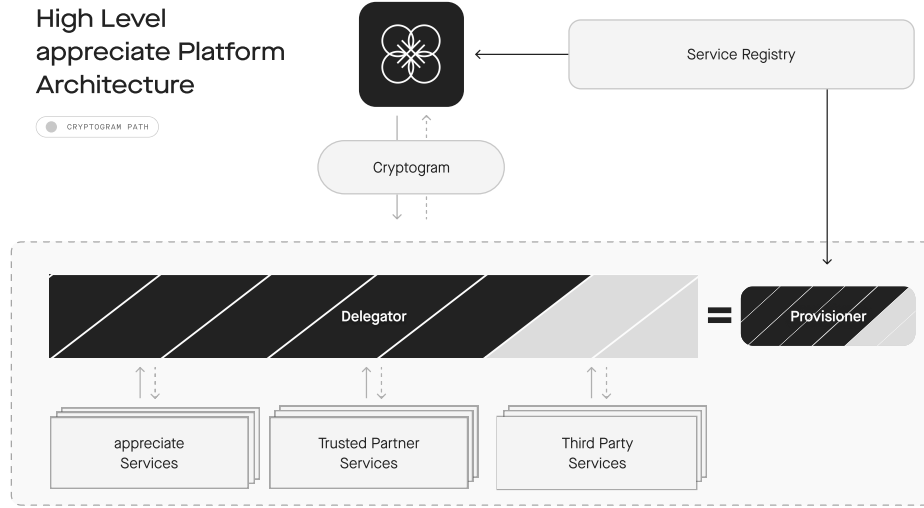 High Level
appreciate Platform
Architecture
CRYPTOGRAM PATH
Service Registry
Cryptogram
Delegator
Provisioner
appreciate
Services
Trusted Partner
Services
Third Party
Services